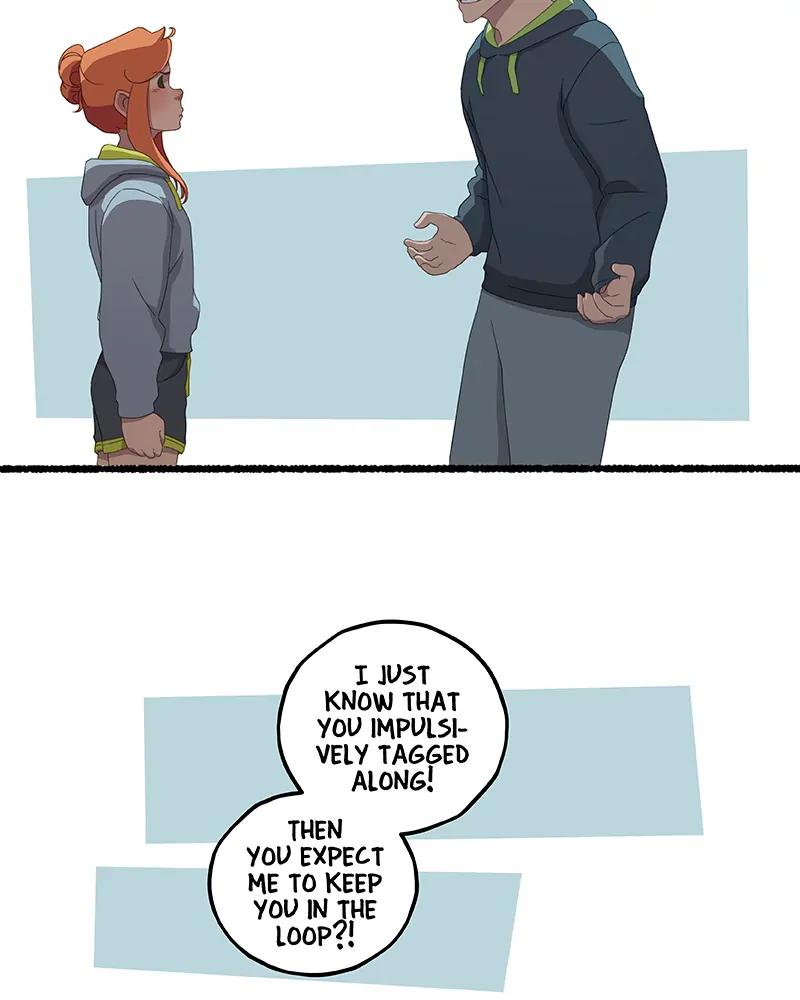 I JUST
KNOW THAT
YOU IMPULSI-
VELY TAGGED
ALONG!
THEN
YOU EXPECT
ME TO KEEP
YOU IN THE
LOOP?!